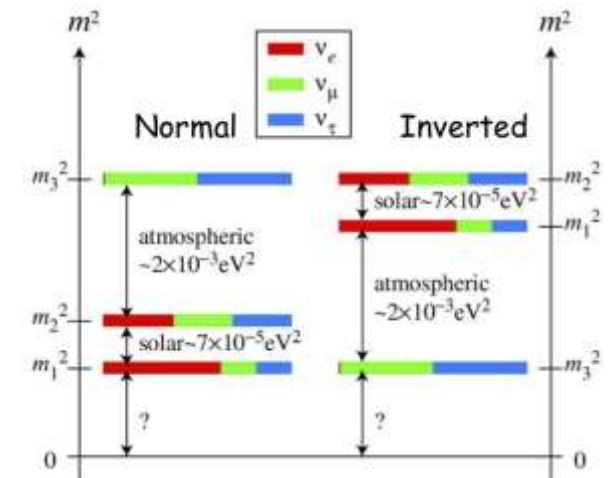 m²
m²
νₑ
ν_μ
ν_τ
Normal
Inverted
m₃²
m₂²
solar~7×10⁻⁵eV²
m₁²
atmospheric
~2×10⁻³eV²
atmospheric
~2×10⁻³eV²
m₂²
solar~7×10⁻⁵eV²
m₁²
m₃²
?
?
0
0